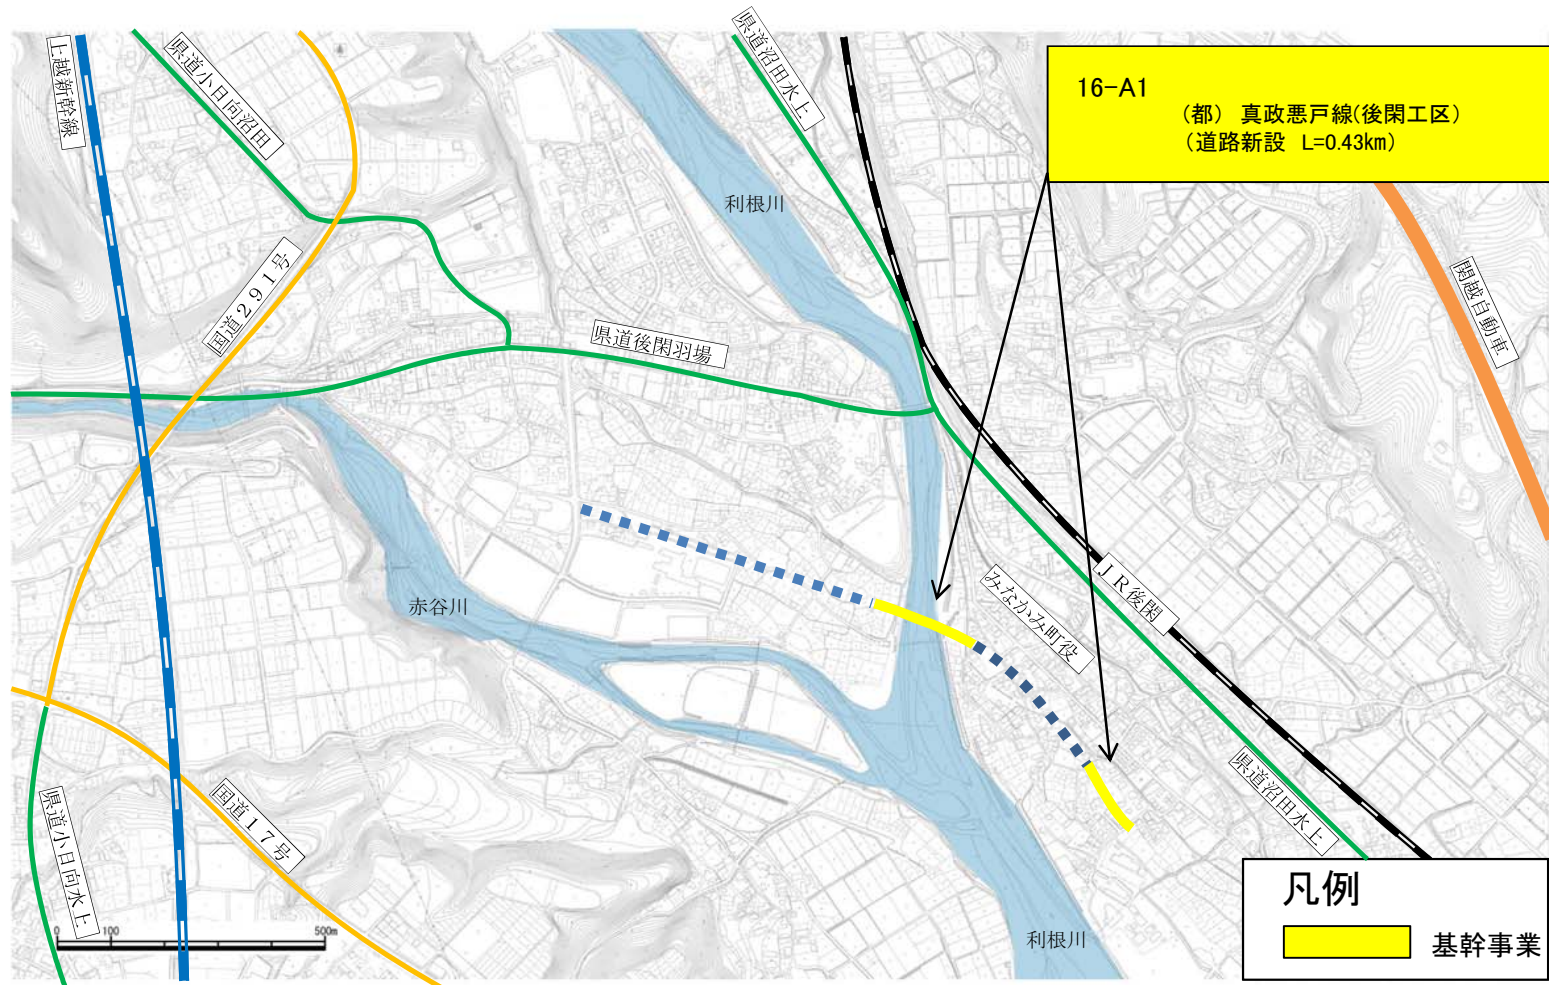 上越新幹線
県道小日向沼田
県道沼田水上
16-A1
(都) 真政悪戸線(後閑工区)
(道路新設 L=0.43km)
利根川
国道291号
関越自動車
県道後閑羽場
赤谷川
みなかみ町役
JR後閑
県道沼田水上
国道17号
県道小日向水上
0 100 500m
利根川
凡例
基幹事業